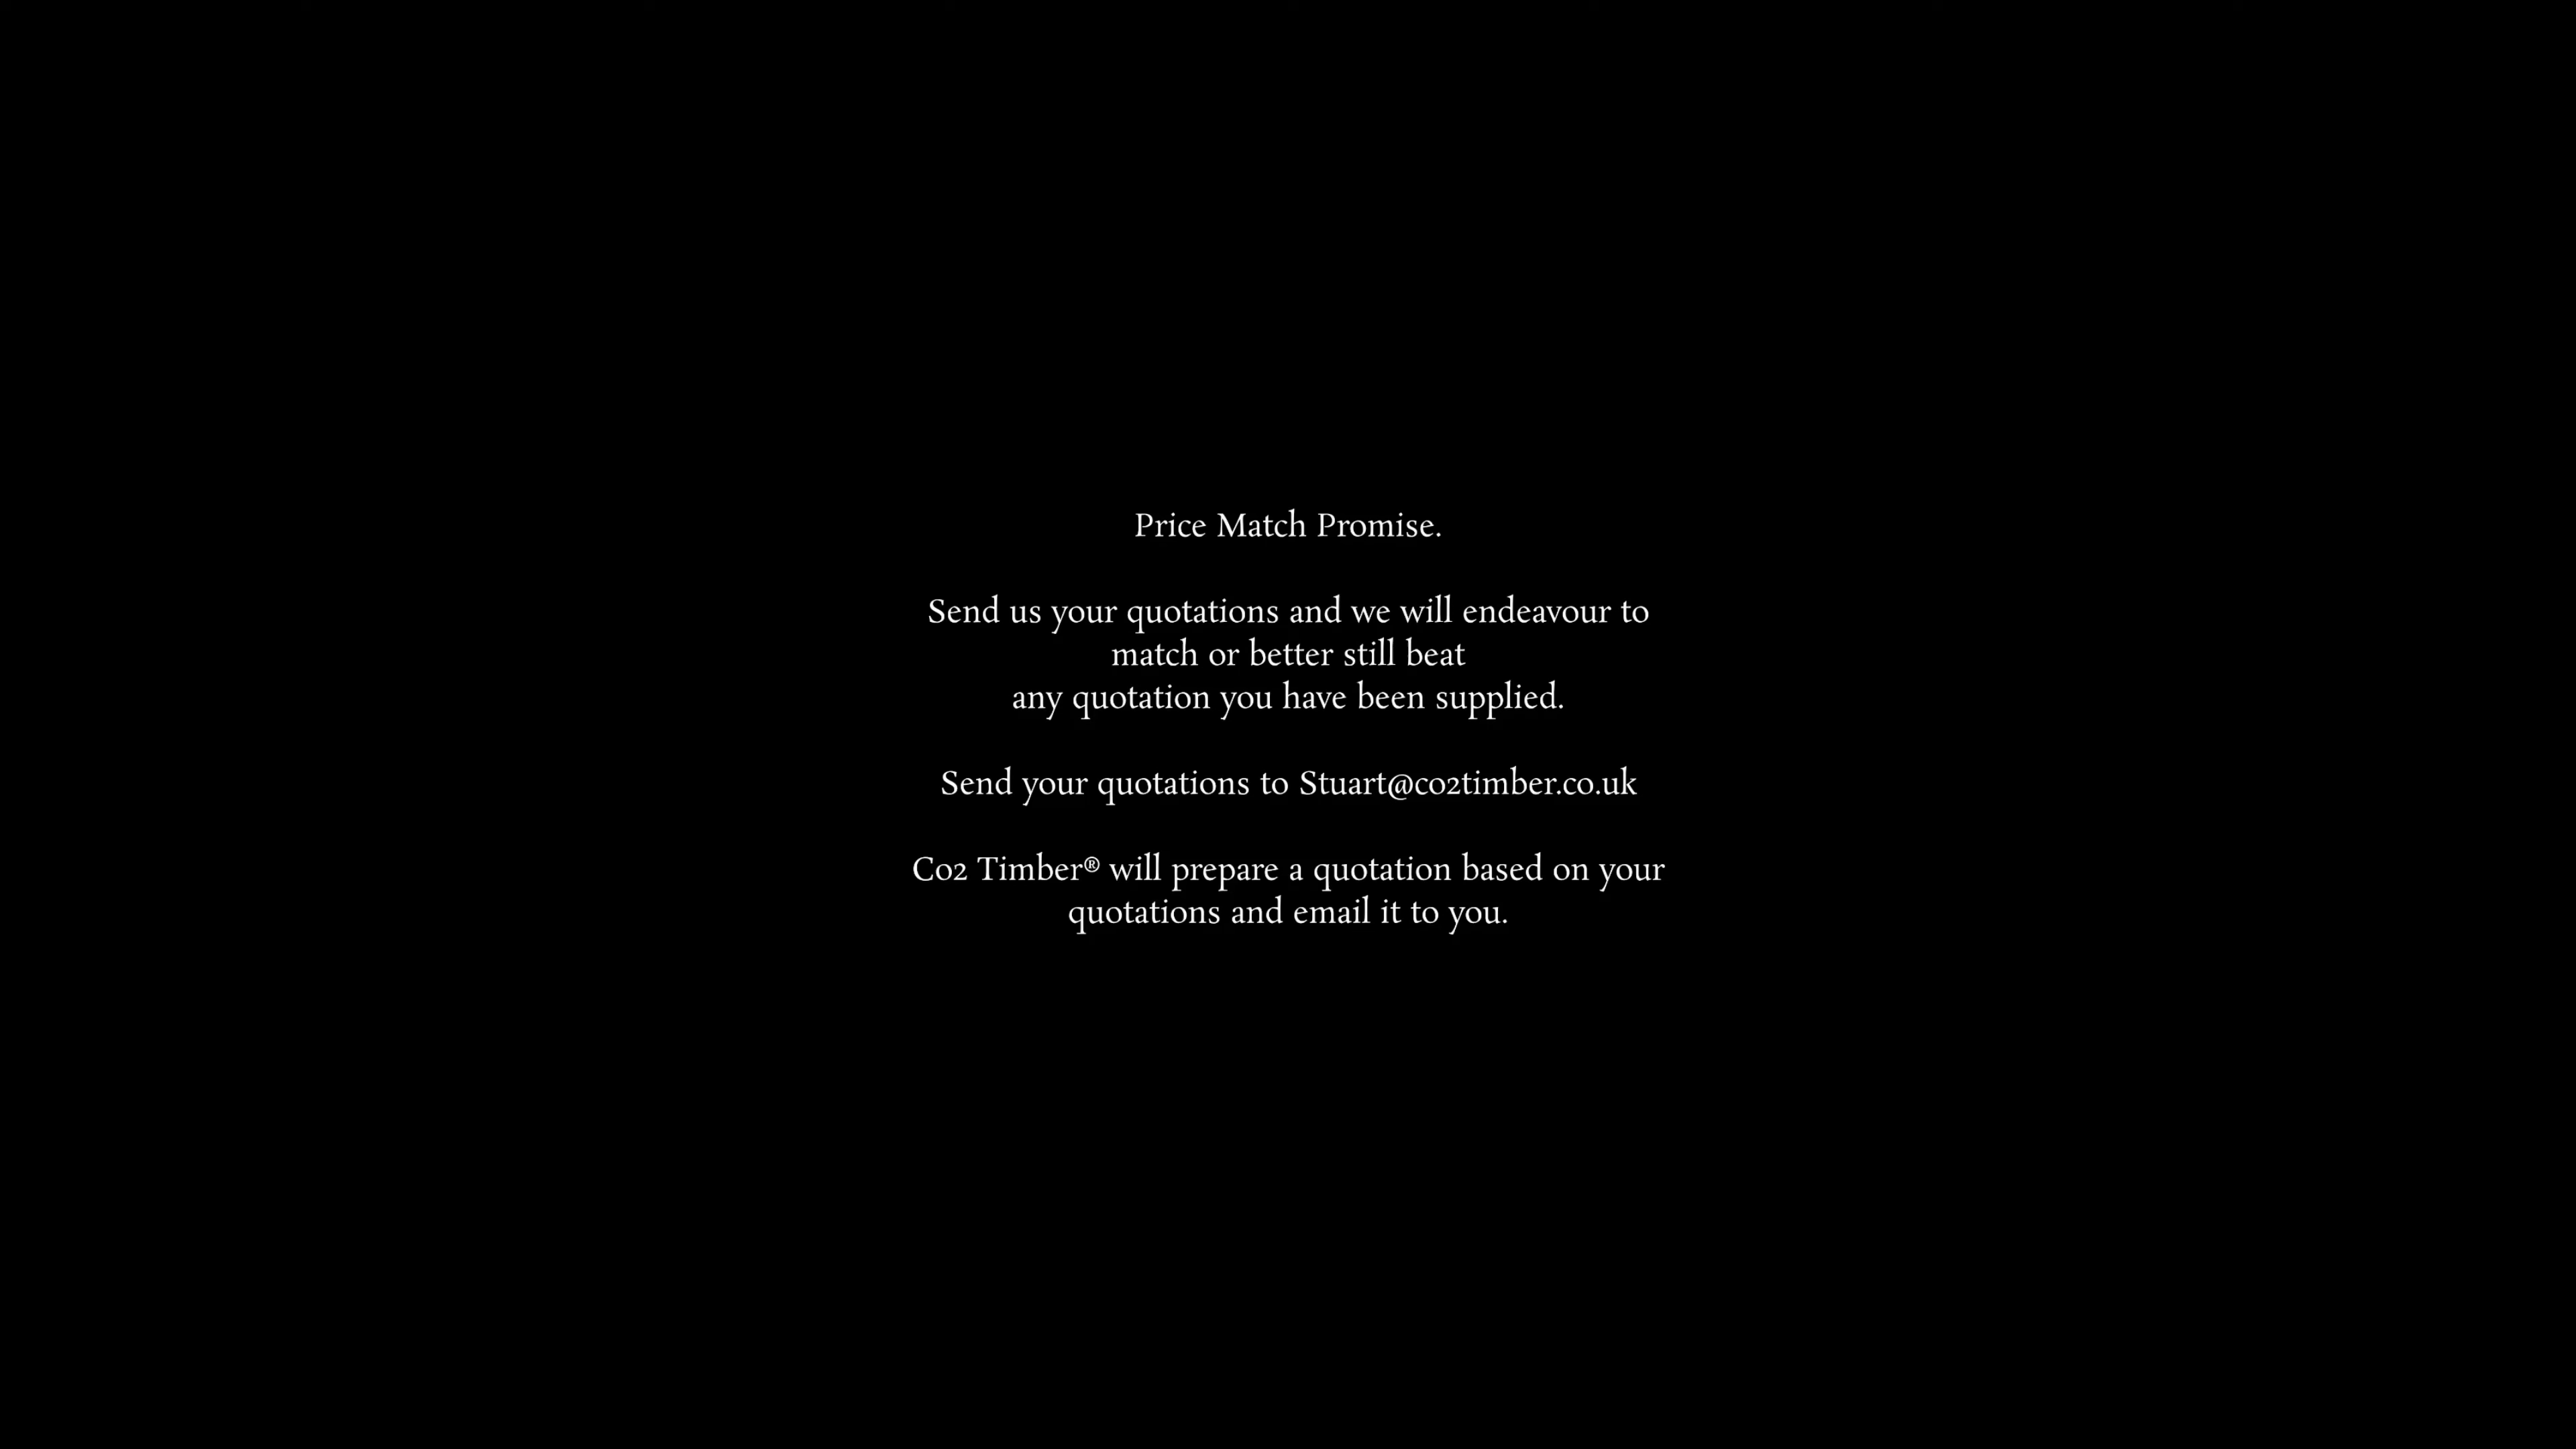 Price Match Promise.
Send us your quotations and we will endeavour to
match or better still beat
any quotation you have been supplied.
Send your quotations to Stuart@co2timber.co.uk
Co2 Timber® will prepare a quotation based on your
quotations and email it to you.